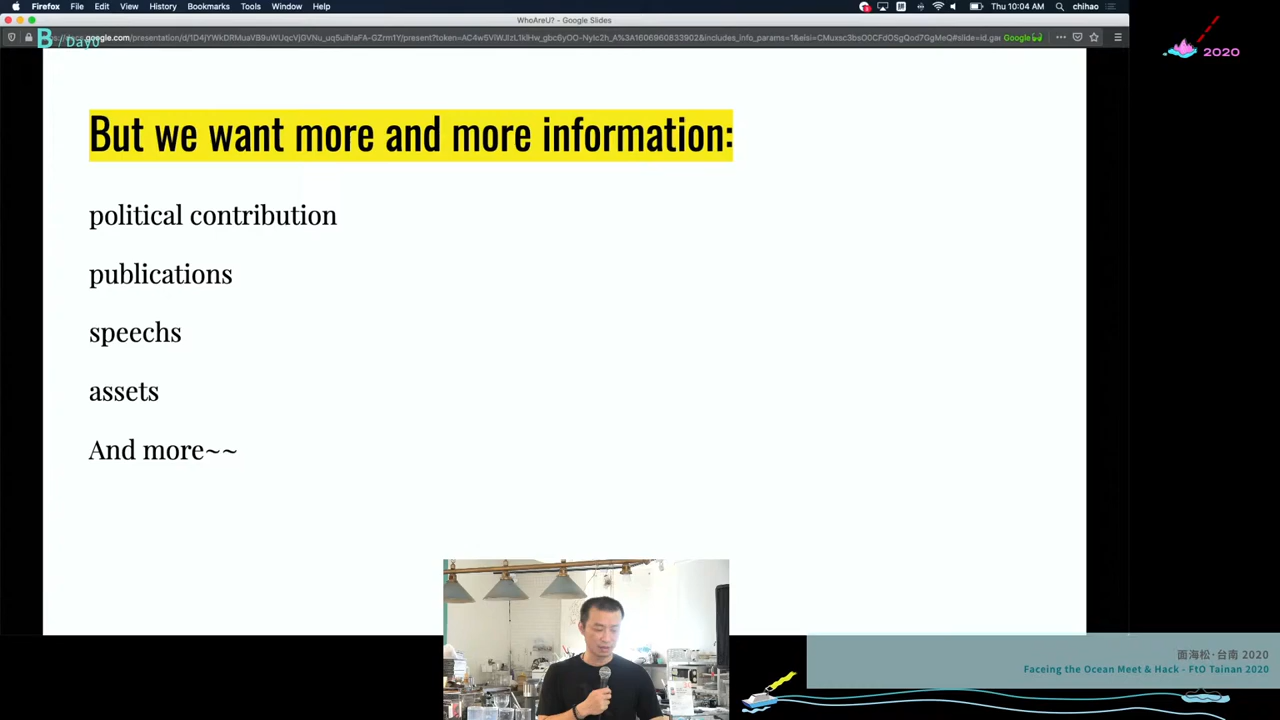 Firefox File Edit View History Bookmarks Tools Window Help Thu 10:04 AM chihao
WhoAreU? - Google Slides
B / Day0
2020
But we want more and more information:
political contribution
publications
speechs
assets
And more~~
面海松·台南 2020
Faceing the Ocean Meet & Hack - FtO Tainan 2020